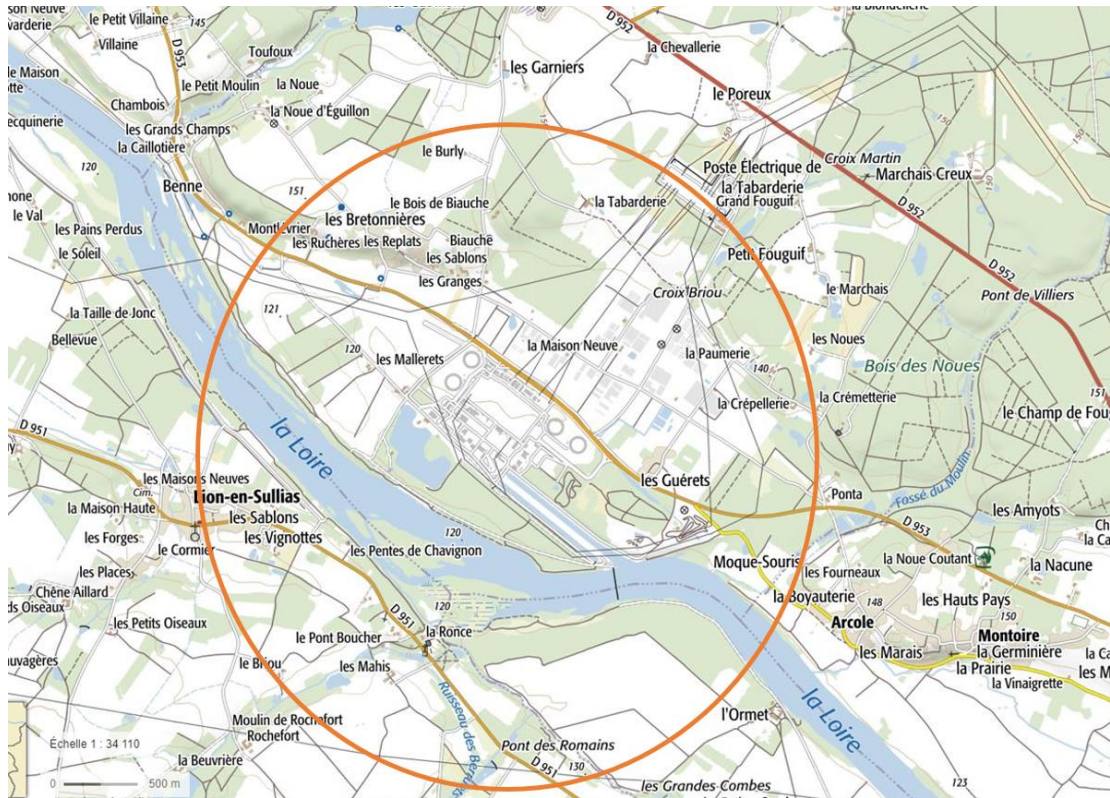 le Petit Villaine
145
D 952
Villaine
D 953
Toufoux
la Chevallerie
le Petit Moulin
la Noue
les Garniers
le Poreux
150
Chambois
la Noue d'Éguillon
les Grands Champs
la Caillotière
120
le Burly
Poste Électrique de
la Tabarderie
Croix Martin
Marchais Creux
150
Benne
151
le Bois de Biauche
la Tabarderie
Grand Fouguif
le Val
les Bretonnières
D 952
les Pains Perdus
Montlévrier
les Ruchères
les Replats
Biauche
le Soleil
les Sablons
Petit Fouguif
les Granges
Croix Briou
le Marchais
Pont de Villiers
D 952
121
la Taille de Jonc
120
la Maison Neuve
Bellevue
les Mallerets
la Paumerie
les Noues
140
Bois des Noues
151
la Crépellerie
la Crémetterie
le Champ de Fou
D 951
la Loire
les Maisons Neuves
les Guérets
Cim.
Lion-en-Sullias
Ponta
Fossé du Moulin
la Maison Haute
les Sablons
les Amyots
les Forges
les Vignottes
120
D 953
le Cormier
les Pentes de Chavignon
la Noue Coutant
les Places
Moque-Souris
les Fourneaux
la Nacune
Chêne Aillard
la Boyauterie
les Hauts Pays
120
148
D 951
Arcole
150
les Petits Oiseaux
le Pont Boucher
la Ronce
Montoire
les Marais
la Germinière
le Briou
les Mahis
la Prairie
la Vinaigrette
la Loire
l'Ormet
Moulin de Rochefort
Rochefort
Échelle 1 : 34 110
Pont des Romains
la Beuvrière
D 951
130
0
500 m
les Grandes Combes
123